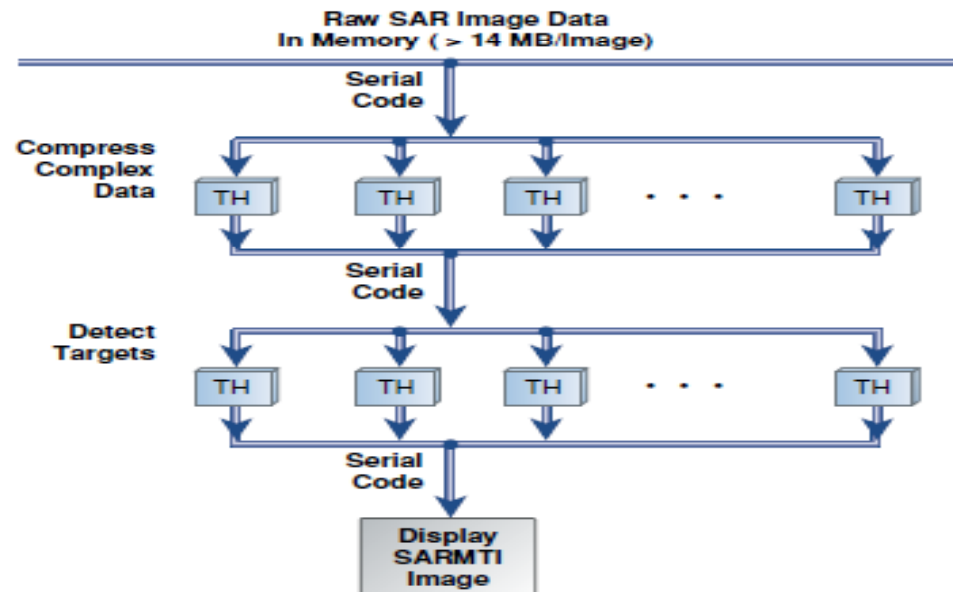 Raw SAR Image Data
In Memory ( > 14 MB/Image)
Serial
Code
Compress
Complex
Data
TH TH TH . . . TH
Serial
Code
Detect
Targets
TH TH TH . . . TH
Serial
Code
Display
SARMTI
Image